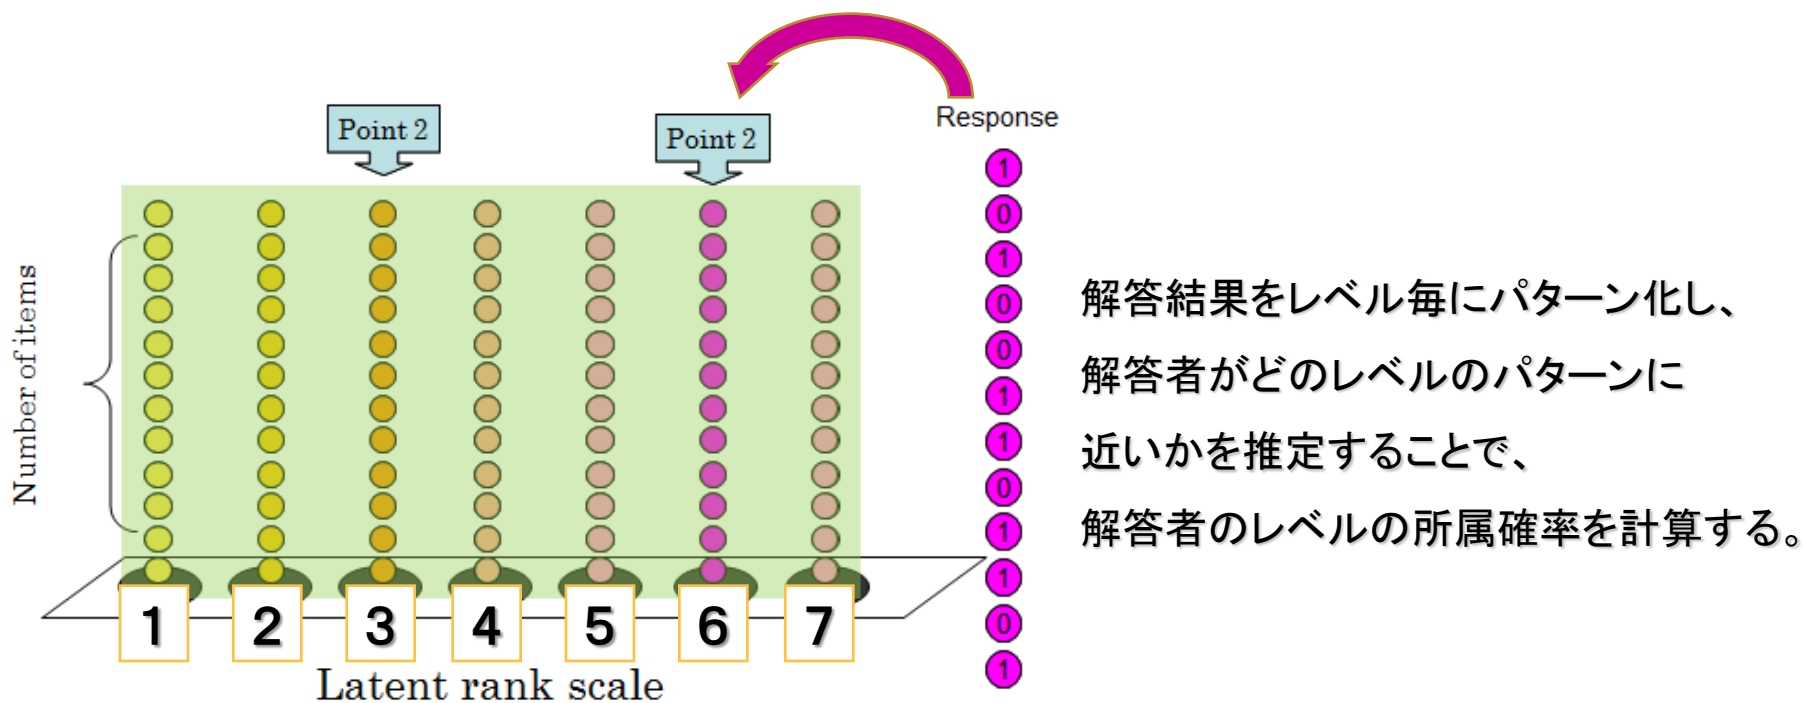 Point 2
Point 2
Response
1
0
1
0
0
1
1
0
1
1
0
1
Number of items
1 2 3 4 5 6 7
Latent rank scale
解答結果をレベル毎にパターン化し、
解答者がどのレベルのパターンに
近いかを推定することで、
解答者のレベルの所属確率を計算する。